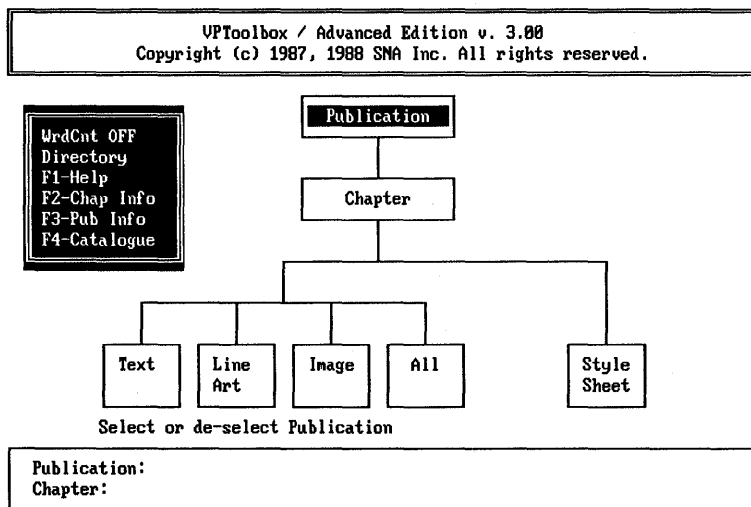 VPToolbox / Advanced Edition v. 3.00
Copyright (c) 1987, 1988 SNA Inc. All rights reserved.
Publication
WrdCnt OFF
Directory
F1-Help
F2-Chap Info
F3-Pub Info
F4-Catalogue
Chapter
Text
Line
Art
Image
All
Style
Sheet
Select or de-select Publication
Publication:
Chapter: